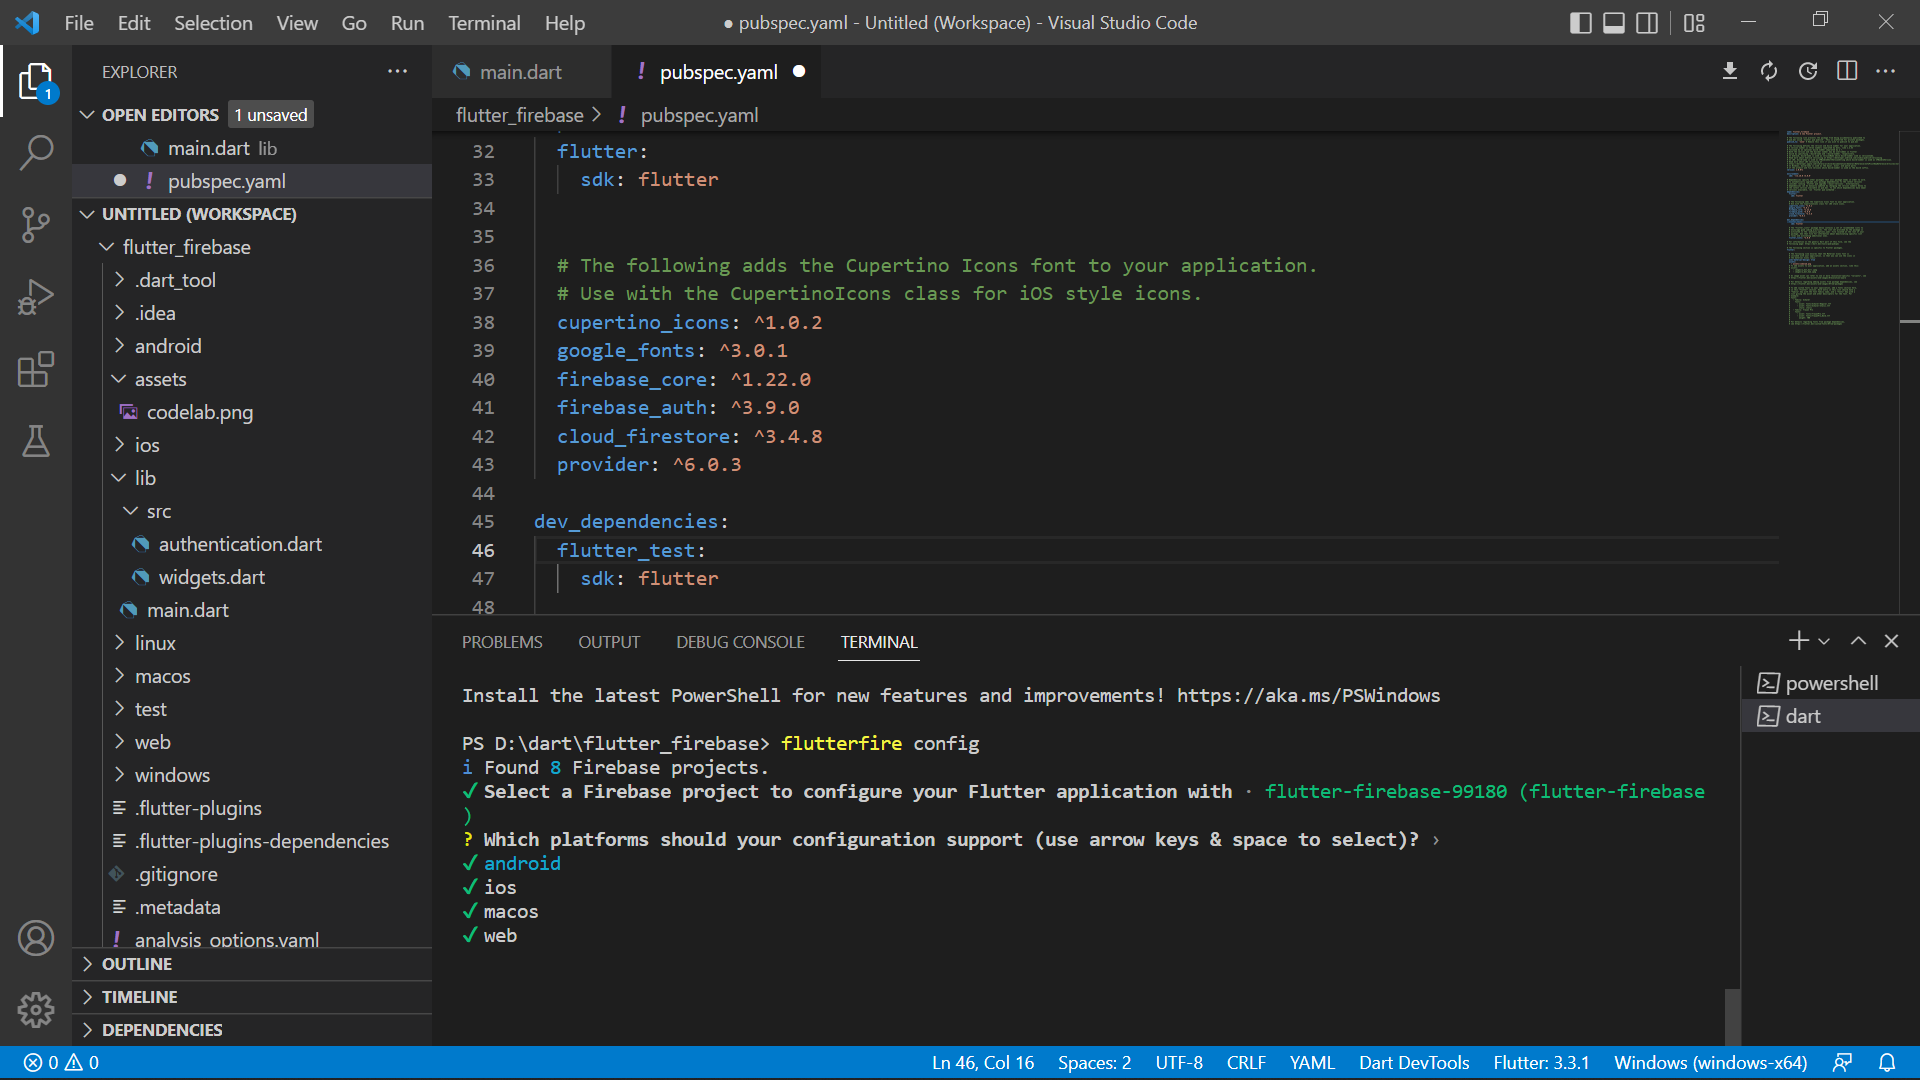 File Edit Selection View Go Run Terminal Help
● pubspec.yaml - Untitled (Workspace) - Visual Studio Code
1
EXPLORER
OPEN EDITORS 1 unsaved
main.dart lib
! pubspec.yaml
UNTITLED (WORKSPACE)
flutter_firebase
.dart_tool
.idea
android
assets
codelab.png
ios
lib
src
authentication.dart
widgets.dart
main.dart
linux
macos
test
web
windows
.flutter-plugins
.flutter-plugins-dependencies
.gitignore
.metadata
! analysis_options.yaml
OUTLINE
TIMELINE
DEPENDENCIES
main.dart ! pubspec.yaml ●
flutter_firebase > ! pubspec.yaml
32 flutter:
33 sdk: flutter
34
35
36 # The following adds the Cupertino Icons font to your application.
37 # Use with the CupertinoIcons class for iOS style icons.
38 cupertino_icons: ^1.0.2
39 google_fonts: ^3.0.1
40 firebase_core: ^1.22.0
41 firebase_auth: ^3.9.0
42 cloud_firestore: ^3.4.8
43 provider: ^6.0.3
44
45 dev_dependencies:
46 flutter_test:
47 sdk: flutter
48
PROBLEMS OUTPUT DEBUG CONSOLE TERMINAL
Install the latest PowerShell for new features and improvements! https://aka.ms/PSWindows
PS D:\dart\flutter_firebase> flutterfire config
i Found 8 Firebase projects.
✓ Select a Firebase project to configure your Flutter application with · flutter-firebase-99180 (flutter-firebase
)
? Which platforms should your configuration support (use arrow keys & space to select)? ›
✓ android
✓ ios
✓ macos
✓ web
powershell
dart
0 0 Ln 46, Col 16 Spaces: 2 UTF-8 CRLF YAML Dart DevTools Flutter: 3.3.1 Windows (windows-x64)